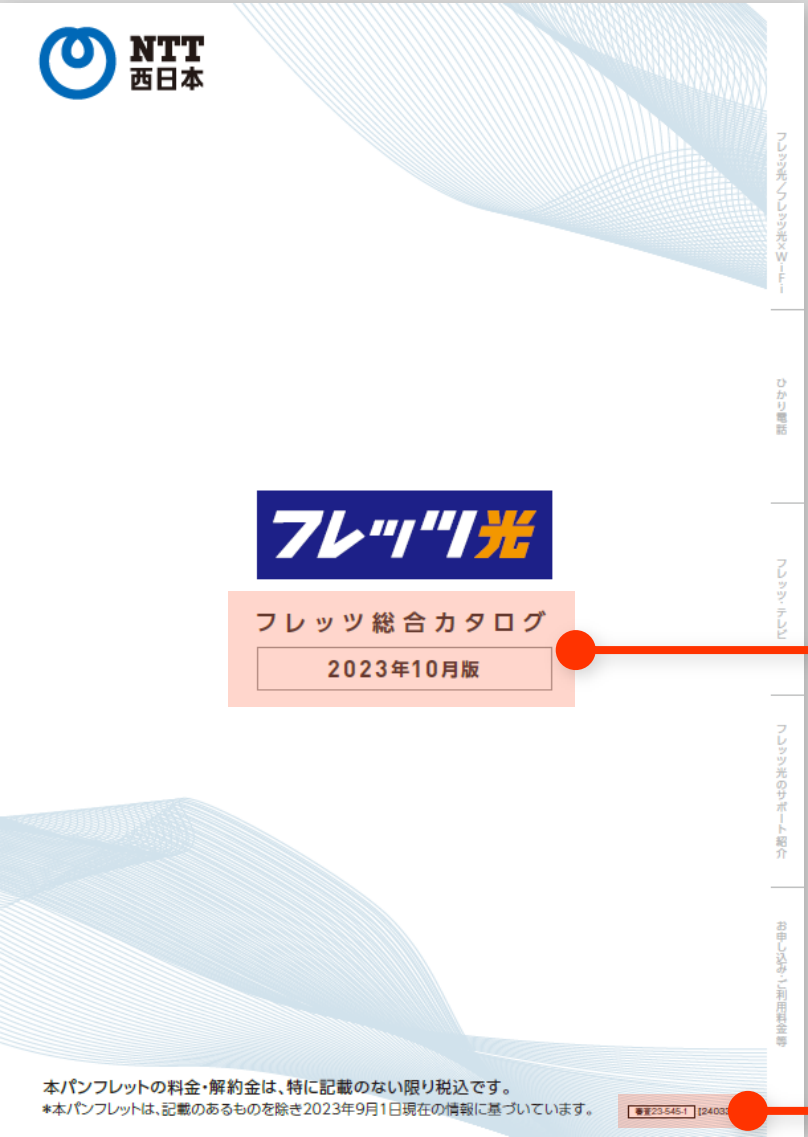 NTT
西日本
フレッツ光／フレッツ光×Wi-Fi
ひかり電話
フレッツ光
フレッツ・テレビ
フレッツ総合カタログ
2023年10月版
フレッツ光のサポート紹介
お申し込み・ご利用料金等
本パンフレットの料金・解約金は、特に記載のない限り税込です。
*本パンフレットは、記載のあるものを除き2023年9月1日現在の情報に基づいています。
審査23-545-1